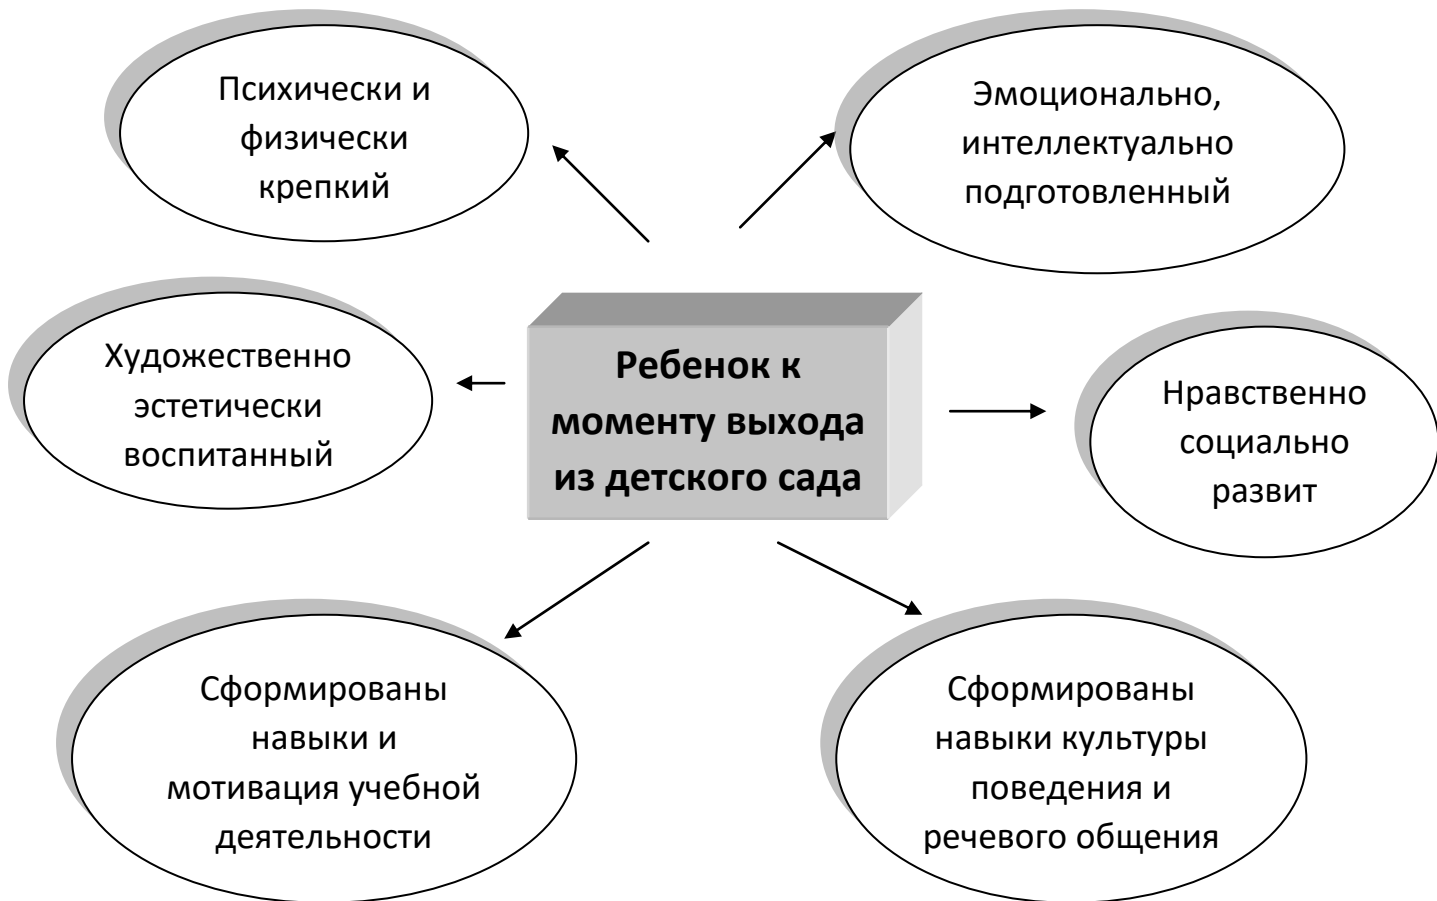 Психически и
физически
крепкий
Эмоционально,
интеллектуально
подготовленный
Художественно
эстетически
воспитанный
Ребенок к
моменту выхода
из детского сада
Нравственно
социально
развит
Сформированы
навыки и
мотивация учебной
деятельности
Сформированы
навыки культуры
поведения и
речевого общения